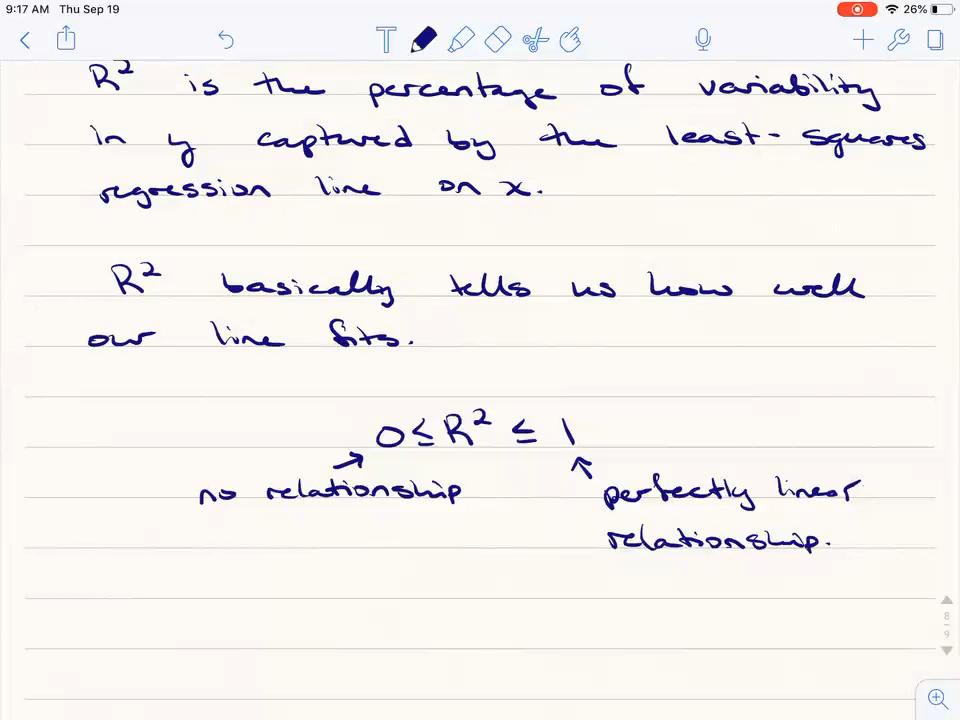 9:17 AM Thu Sep 19
26%
T
R² is the percentage of variability
in y captured by the least-squares
regression line on x.
R² basically tells us how well
our line fits.
0 ≤ R² ≤ 1
no relationship
perfectly linear
relationship.
8
9